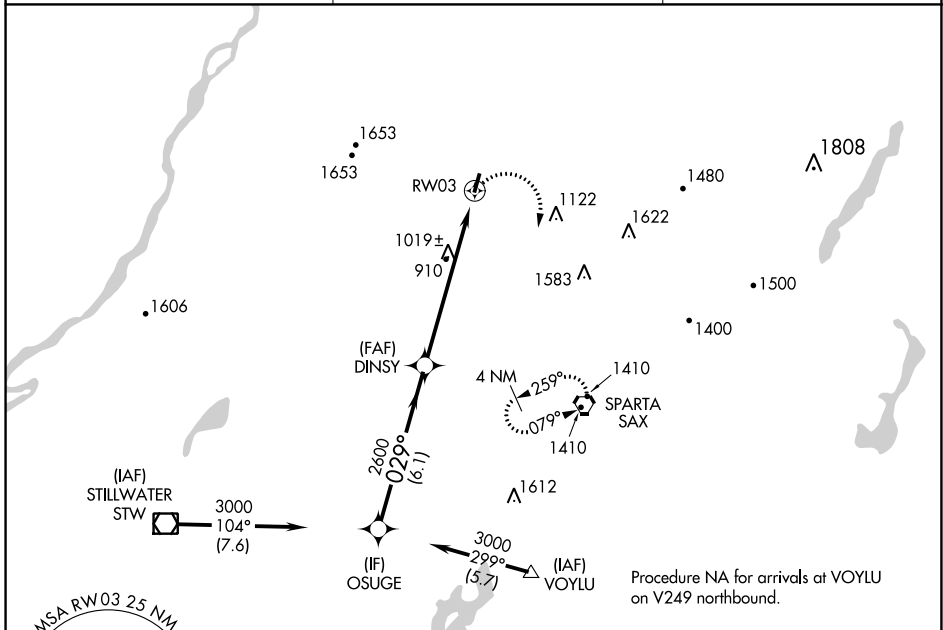 1653
1653
1808
1480
RW03
1122
1622
1019±
910
1583
1500
1606
1400
(FAF)
DINSY
4 NM
259°
1410
SPARTA
SAX
079°
1410
2600
029°
(6.1)
(IAF)
STILLWATER
STW
3000
104°
(7.6)
1612
(IF)
OSUGE
3000
299°
(5.7)
(IAF)
VOYLU
Procedure NA for arrivals at VOYLU
on V249 northbound.
MSA RW03 25 NM